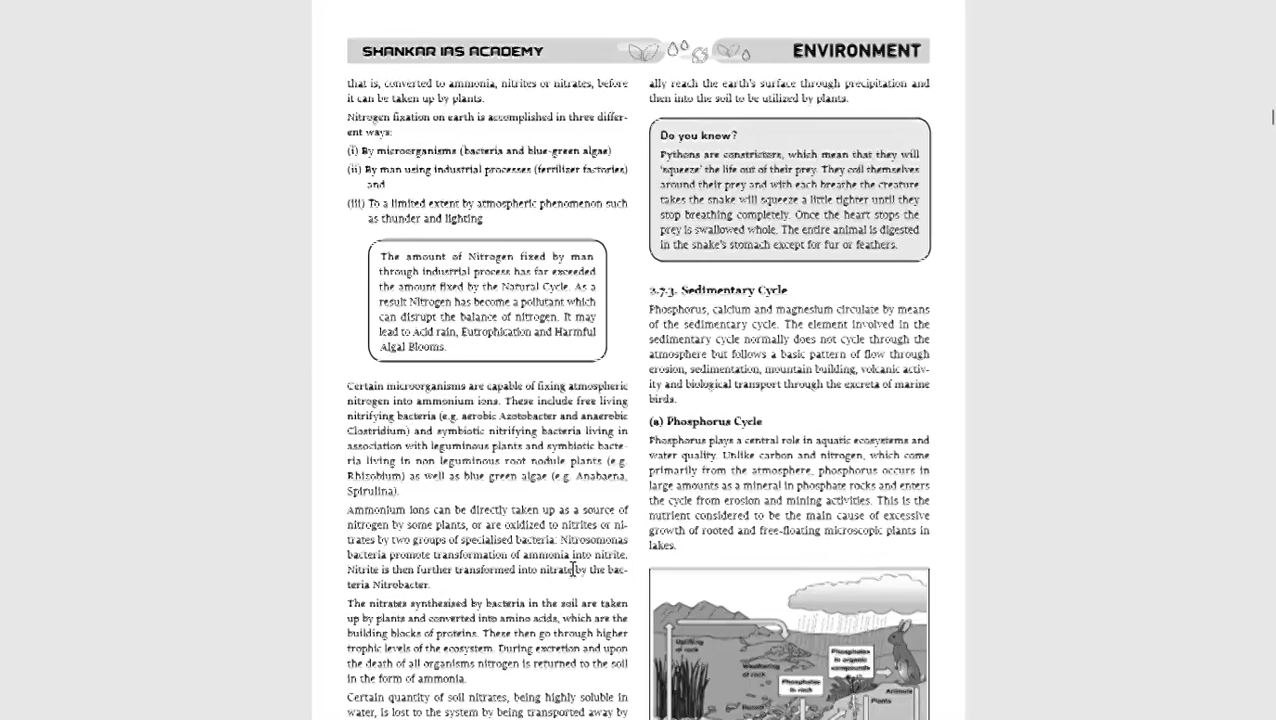 SHANKAR IAS ACADEMY
ENVIRONMENT
that is, converted to ammonia, nitrites or nitrates, before
it can be taken up by plants.
Nitrogen fixation on earth is accomplished in three differ-
ent ways:
(i) By microorganisms (bacteria and blue-green algae)
(ii) By man using industrial processes (fertilizer factories)
and
(iii) To a limited extent by atmospheric phenomenon such
as thunder and lighting
The amount of Nitrogen fixed by man
through industrial process has far exceeded
the amount fixed by the Natural Cycle. As a
result Nitrogen has become a pollutant which
can disrupt the balance of nitrogen. It may
lead to Acid rain, Eutrophication and Harmful
Algal Blooms.
Certain microorganisms are capable of fixing atmospheric
nitrogen into ammonium ions. These include free living
nitrifying bacteria (e.g. aerobic Azotobacter and anaerobic
Clostridium) and symbiotic nitrifying bacteria living in
association with leguminous plants and symbiotic bacte-
ria living in non leguminous root nodule plants (e.g.
Rhizobium) as well as blue green algae (e.g. Anabaena,
Spirulina).
Ammonium ions can be directly taken up as a source of
nitrogen by some plants, or are oxidized to nitrites or ni-
trates by two groups of specialised bacteria: Nitrosomonas
bacteria promote transformation of ammonia into nitrite.
Nitrite is then further transformed into nitrate by the bac-
teria Nitrobacter.
The nitrates synthesised by bacteria in the soil are taken
up by plants and converted into amino acids, which are the
building blocks of proteins. These then go through higher
trophic levels of the ecosystem. During excretion and upon
the death of all organisms nitrogen is returned to the soil
in the form of ammonia.
Certain quantity of soil nitrates, being highly soluble in
water, is lost to the system by being transported away by
ally reach the earth's surface through precipitation and
then into the soil to be utilized by plants.
Do you know?
Pythons are constrictors, which mean that they will
'squeeze' the life out of their prey. They coil themselves
around their prey and with each breathe the creature
takes the snake will squeeze a little tighter until they
stop breathing completely. Once the heart stops the
prey is swallowed whole. The entire animal is digested
in the snake's stomach except for fur or feathers.
2.7.3. Sedimentary Cycle
Phosphorus, calcium and magnesium circulate by means
of the sedimentary cycle. The element involved in the
sedimentary cycle normally does not cycle through the
atmosphere but follows a basic pattern of flow through
erosion, sedimentation, mountain building, volcanic activ-
ity and biological transport through the excreta of marine
birds.
(a) Phosphorus Cycle
Phosphorus plays a central role in aquatic ecosystems and
water quality. Unlike carbon and nitrogen, which come
primarily from the atmosphere, phosphorus occurs in
large amounts as a mineral in phosphate rocks and enters
the cycle from erosion and mining activities. This is the
nutrient considered to be the main cause of excessive
growth of rooted and free-floating microscopic plants in
lakes.
Uplifting
of rock
Weathering
of rock
Phosphates
in rock
Phosphates
in organic
compounds
Animals
Plants